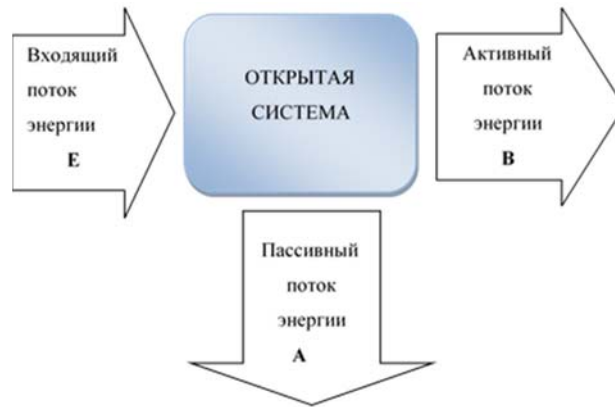 Входящий
поток
энергии
Е
ОТКРЫТАЯ
СИСТЕМА
Активный
поток
энергии
В
Пассивный
поток
энергии
А